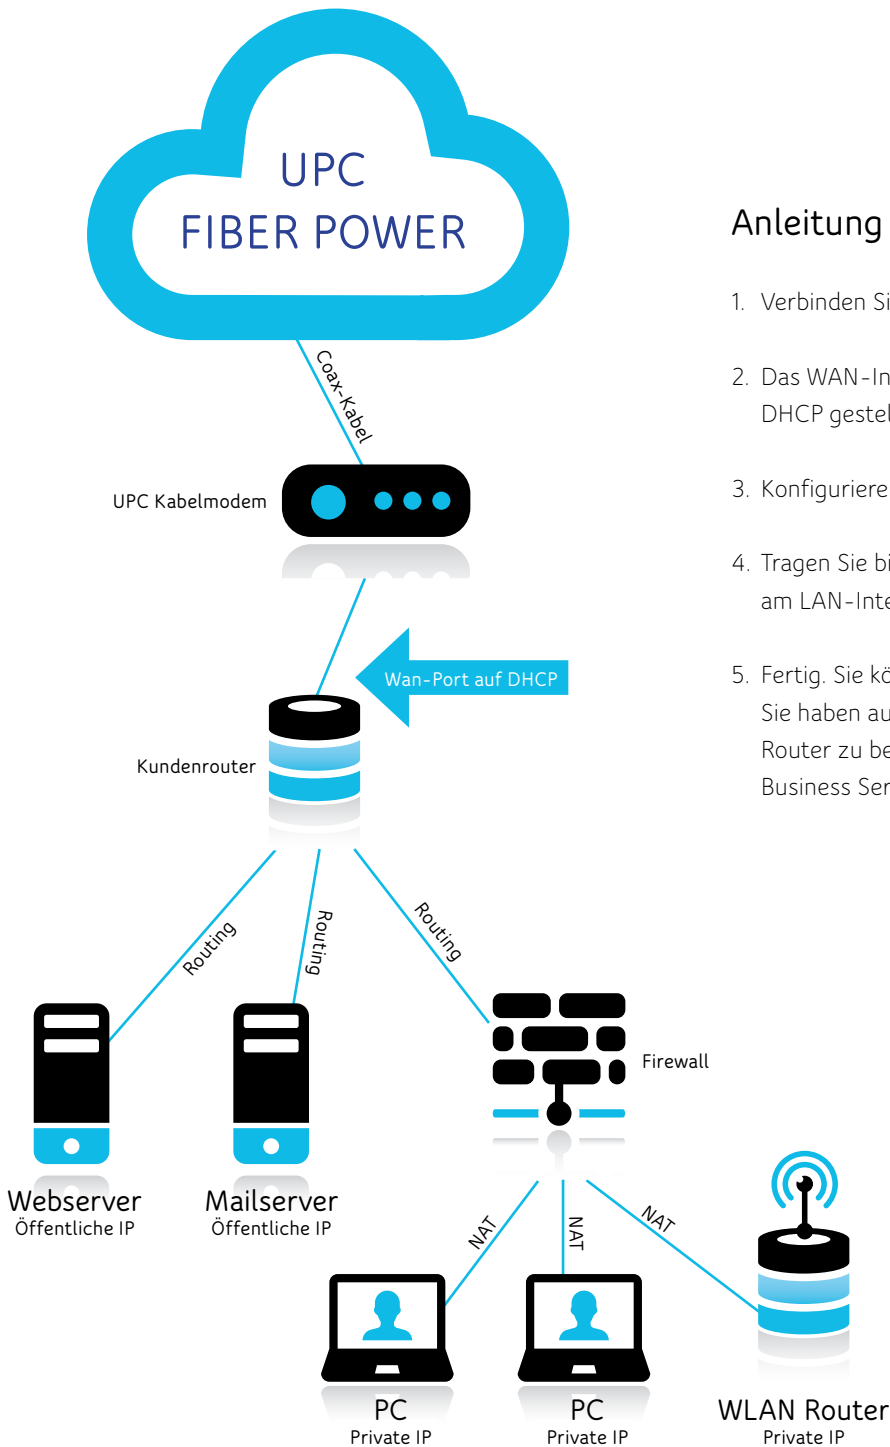 UPC
FIBER POWER
Coax-Kabel
UPC Kabelmodem
Wan-Port auf DHCP
Kundenrouter
Routing
Routing
Routing
Firewall
Webserver
Öffentliche IP
Mailserver
Öffentliche IP
NAT
NAT
NAT
PC
Private IP
PC
Private IP
WLAN Router
Private IP
Anleitung
1. Verbinden Si
2. Das WAN-In
DHCP gestel
3. Konfiguriere
4. Tragen Sie bi
am LAN-Inte
5. Fertig. Sie kö
Sie haben au
Router zu be
Business Ser